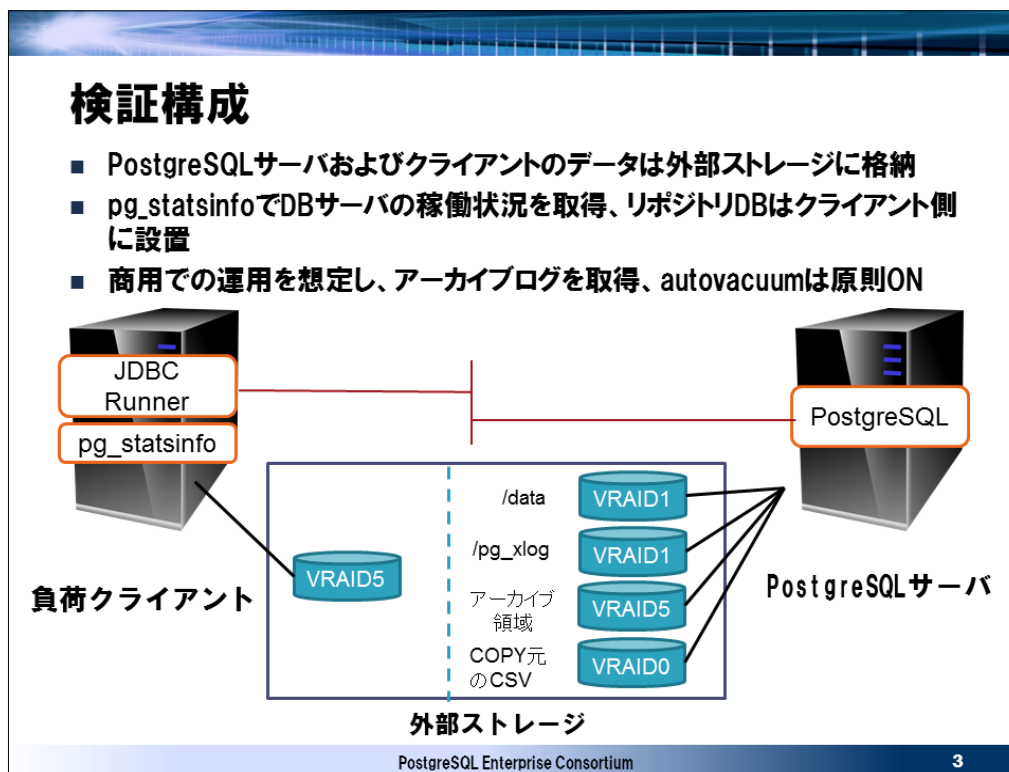 検証構成
■ PostgreSQLサーバおよびクライアントのデータは外部ストレージに格納
■ pg_statsinfoでDBサーバの稼働状況を取得、リポジトリDBはクライアント側
に設置
■ 商用での運用を想定し、アーカイブログを取得、autovacuumは原則ON
JDBC
Runner
pg_statsinfo
負荷クライアント
VRAID5
/data
VRAID1
/pg_xlog
VRAID1
アーカイブ
領域
VRAID5
COPY元
のCSV
VRAID0
外部ストレージ
PostgreSQL
PostgreSQLサーバ
PostgreSQL Enterprise Consortium
3